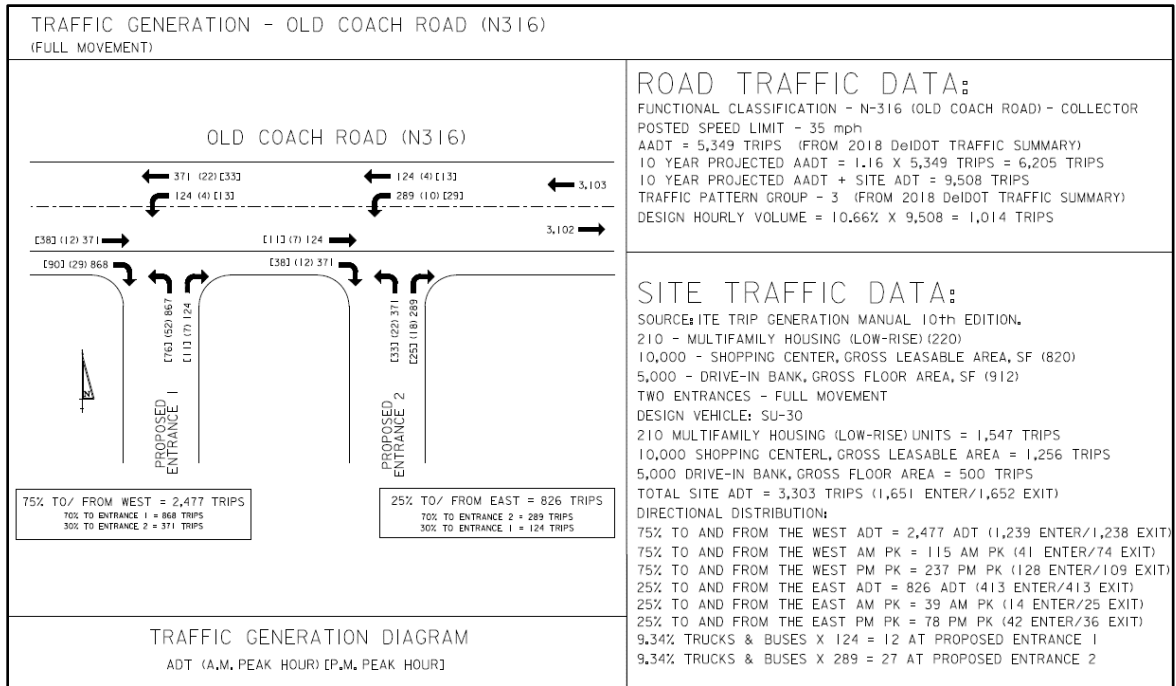 TRAFFIC GENERATION - OLD COACH ROAD (N316)
(FULL MOVEMENT)
OLD COACH ROAD (N316)
371 (22) [33]
124 (4) [13]
124 (4) [13]
289 (10) [29]
3,103
3,102
[38] (12) 371
[11] (7) 124
[90] (29) 868
[38] (12) 371
[76] (52) 867
[11] (7) 124
[33] (22) 371
[25] (18) 289
N
PROPOSED
ENTRANCE 1
PROPOSED
ENTRANCE 2
75% TO/ FROM WEST = 2,477 TRIPS
70% TO ENTRANCE 1 = 868 TRIPS
30% TO ENTRANCE 2 = 371 TRIPS
25% TO/ FROM EAST = 826 TRIPS
70% TO ENTRANCE 2 = 289 TRIPS
30% TO ENTRANCE 1 = 124 TRIPS
TRAFFIC GENERATION DIAGRAM
ADT (A.M. PEAK HOUR) [P.M. PEAK HOUR]
ROAD TRAFFIC DATA:
FUNCTIONAL CLASSIFICATION - N-316 (OLD COACH ROAD) - COLLECTOR
POSTED SPEED LIMIT - 35 mph
AADT = 5,349 TRIPS (FROM 2018 DelDOT TRAFFIC SUMMARY)
10 YEAR PROJECTED AADT = 1.16 X 5,349 TRIPS = 6,205 TRIPS
10 YEAR PROJECTED AADT + SITE ADT = 9,508 TRIPS
TRAFFIC PATTERN GROUP - 3 (FROM 2018 DelDOT TRAFFIC SUMMARY)
DESIGN HOURLY VOLUME = 10.66% X 9,508 = 1,014 TRIPS
SITE TRAFFIC DATA:
SOURCE: ITE TRIP GENERATION MANUAL 10th EDITION.
210 - MULTIFAMILY HOUSING (LOW-RISE) (220)
10,000 - SHOPPING CENTER, GROSS LEASABLE AREA, SF (820)
5,000 - DRIVE-IN BANK, GROSS FLOOR AREA, SF (912)
TWO ENTRANCES - FULL MOVEMENT
DESIGN VEHICLE: SU-30
210 MULTIFAMILY HOUSING (LOW-RISE) UNITS = 1,547 TRIPS
10,000 SHOPPING CENTERL, GROSS LEASABLE AREA = 1,256 TRIPS
5,000 DRIVE-IN BANK, GROSS FLOOR AREA = 500 TRIPS
TOTAL SITE ADT = 3,303 TRIPS (1,651 ENTER/1,652 EXIT)
DIRECTIONAL DISTRIBUTION:
75% TO AND FROM THE WEST ADT = 2,477 ADT (1,239 ENTER/1,238 EXIT)
75% TO AND FROM THE WEST AM PK = 115 AM PK (41 ENTER/74 EXIT)
75% TO AND FROM THE WEST PM PK = 237 PM PK (128 ENTER/109 EXIT)
25% TO AND FROM THE EAST ADT = 826 ADT (413 ENTER/413 EXIT)
25% TO AND FROM THE EAST AM PK = 39 AM PK (14 ENTER/25 EXIT)
25% TO AND FROM THE EAST PM PK = 78 PM PK (42 ENTER/36 EXIT)
9.34% TRUCKS & BUSES X 124 = 12 AT PROPOSED ENTRANCE 1
9.34% TRUCKS & BUSES X 289 = 27 AT PROPOSED ENTRANCE 2